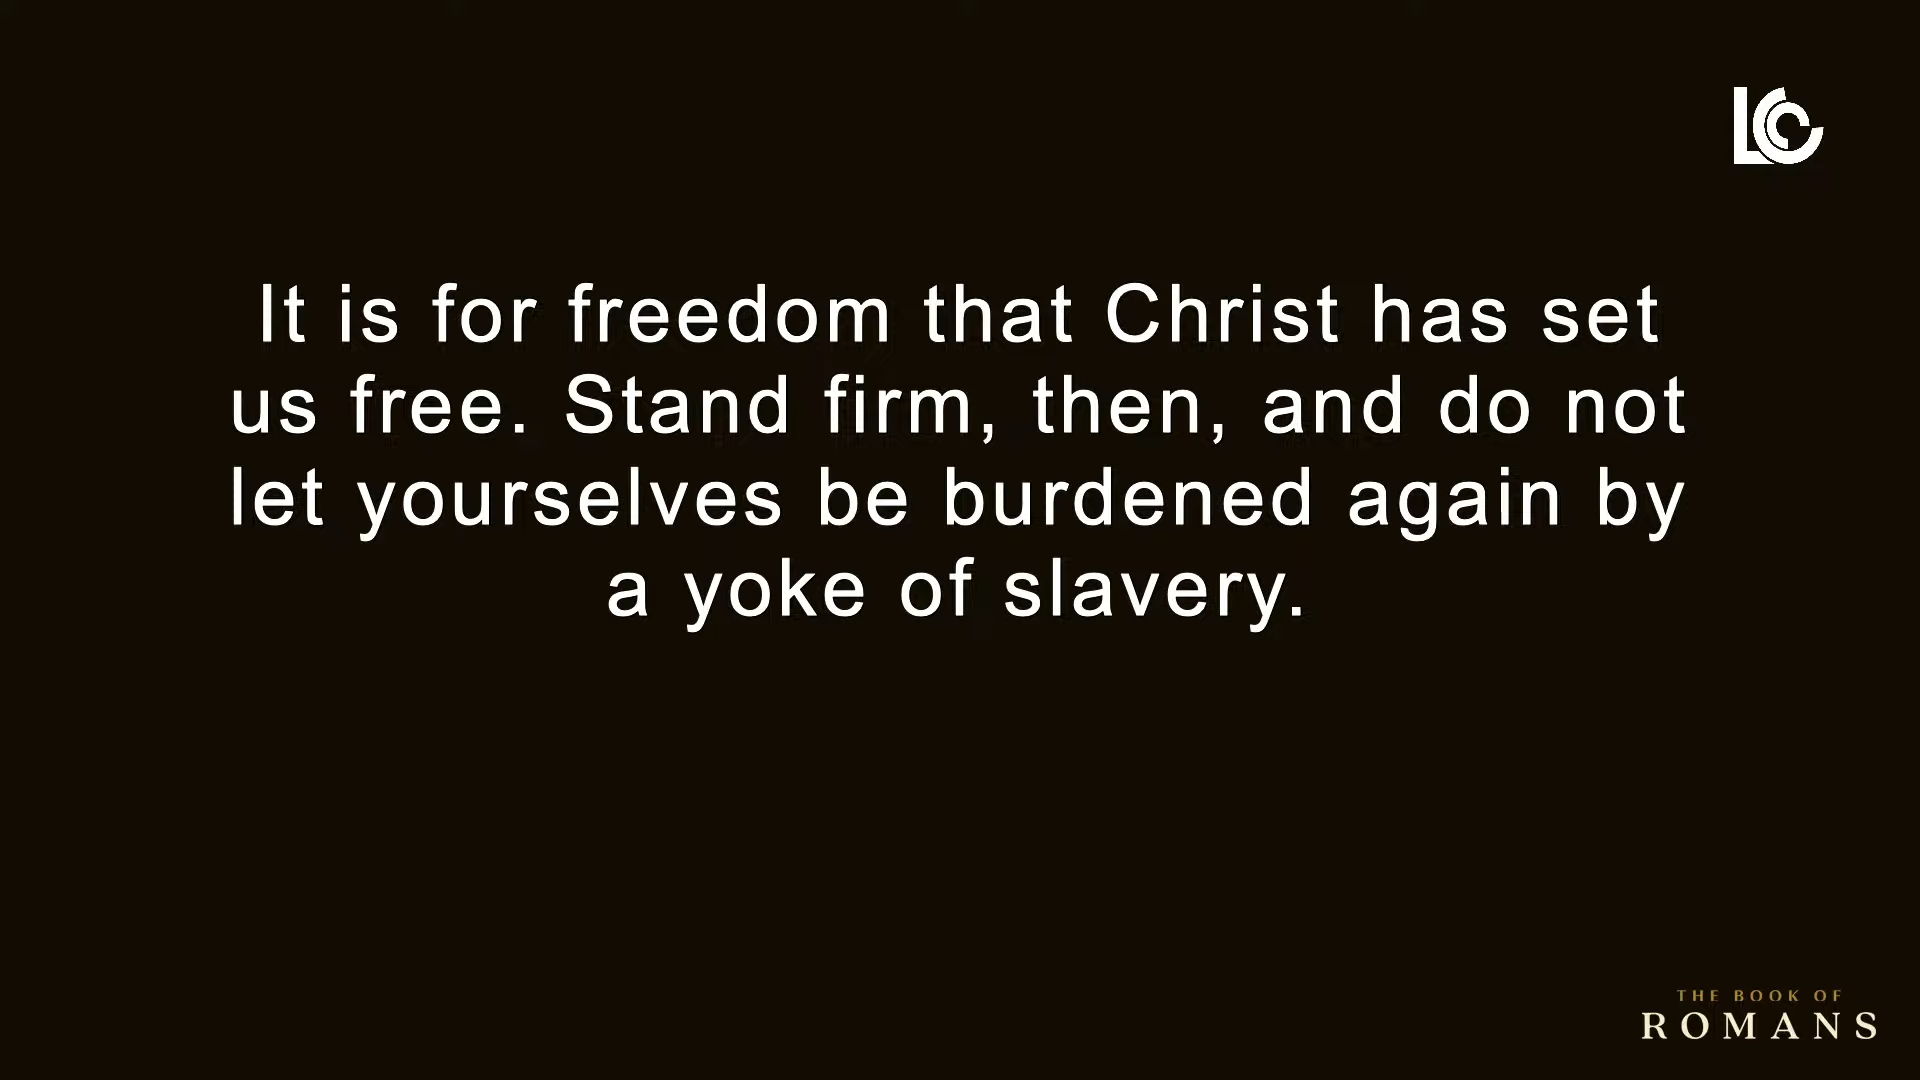 LCC
It is for freedom that Christ has set
us free. Stand firm, then, and do not
let yourselves be burdened again by
a yoke of slavery.
THE BOOK OF
ROMANS